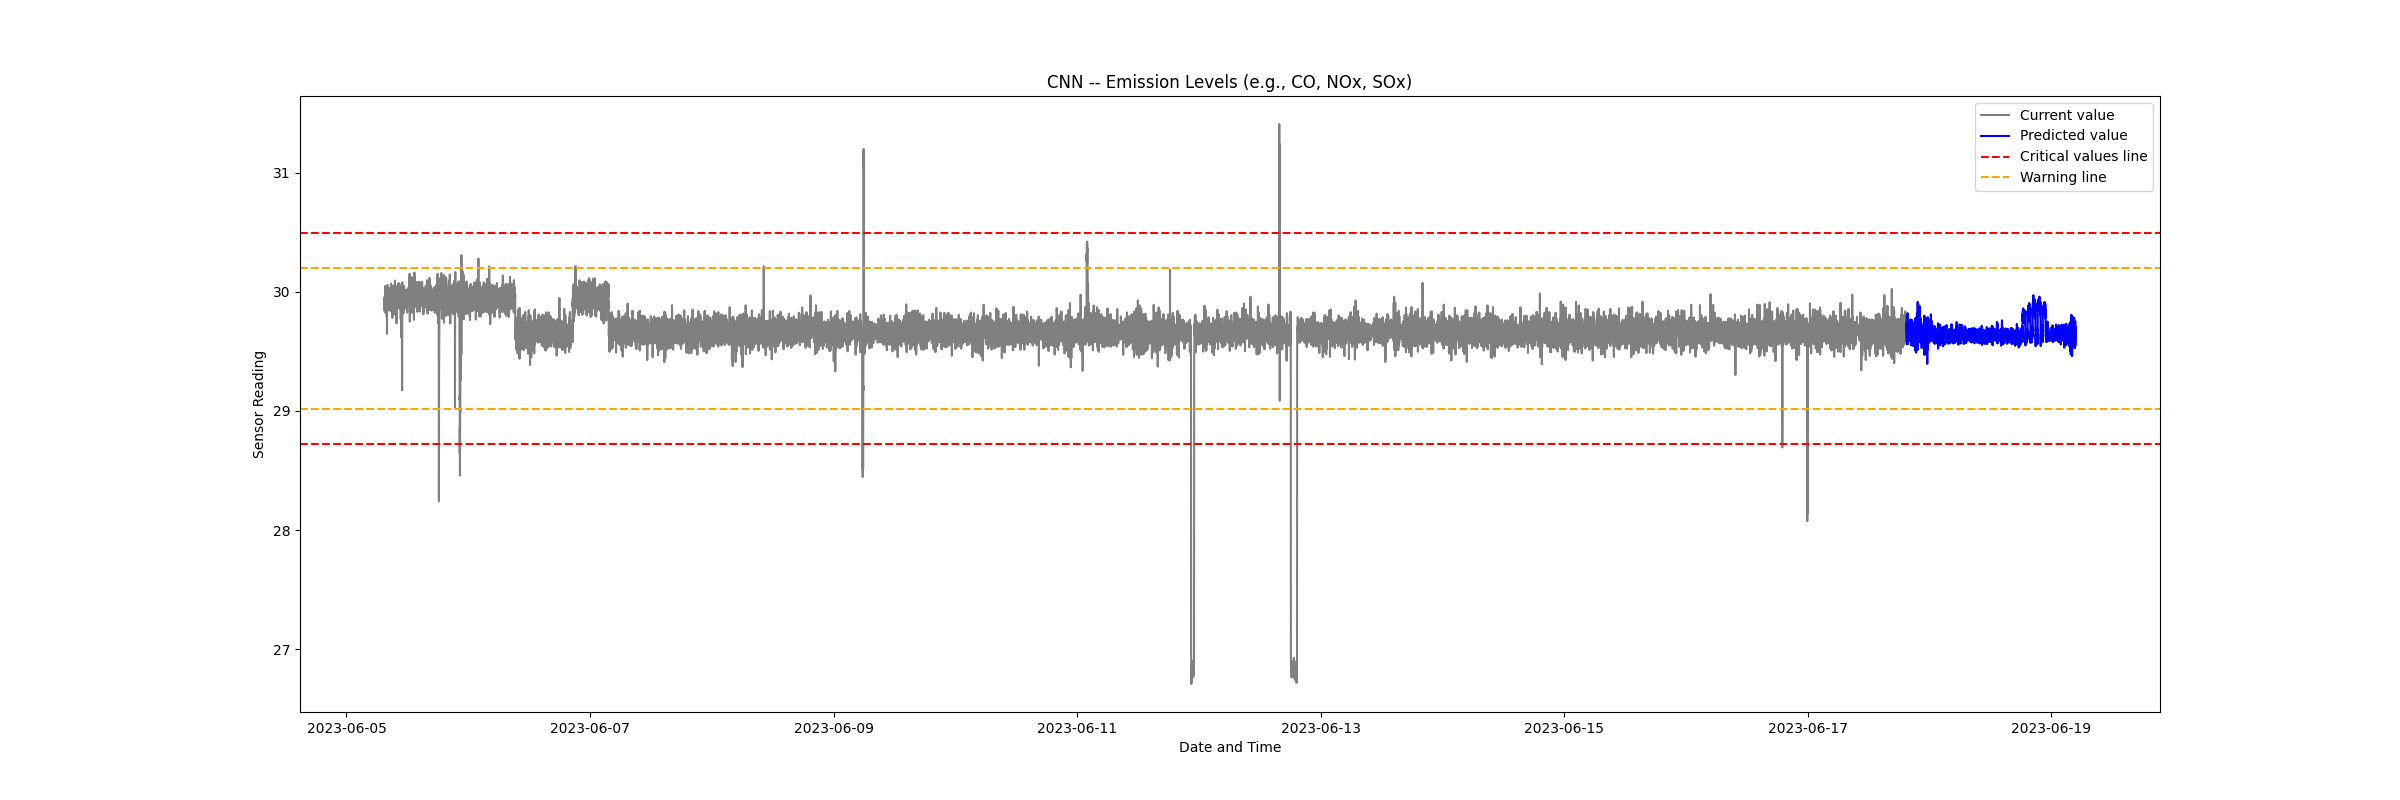 CNN -- Emission Levels (e.g., CO, NOx, SOx)
Current value
Predicted value
Critical values line
Warning line
31
30
29
28
27
Sensor Reading
2023-06-05
2023-06-07
2023-06-09
2023-06-11
2023-06-13
2023-06-15
2023-06-17
2023-06-19
Date and Time